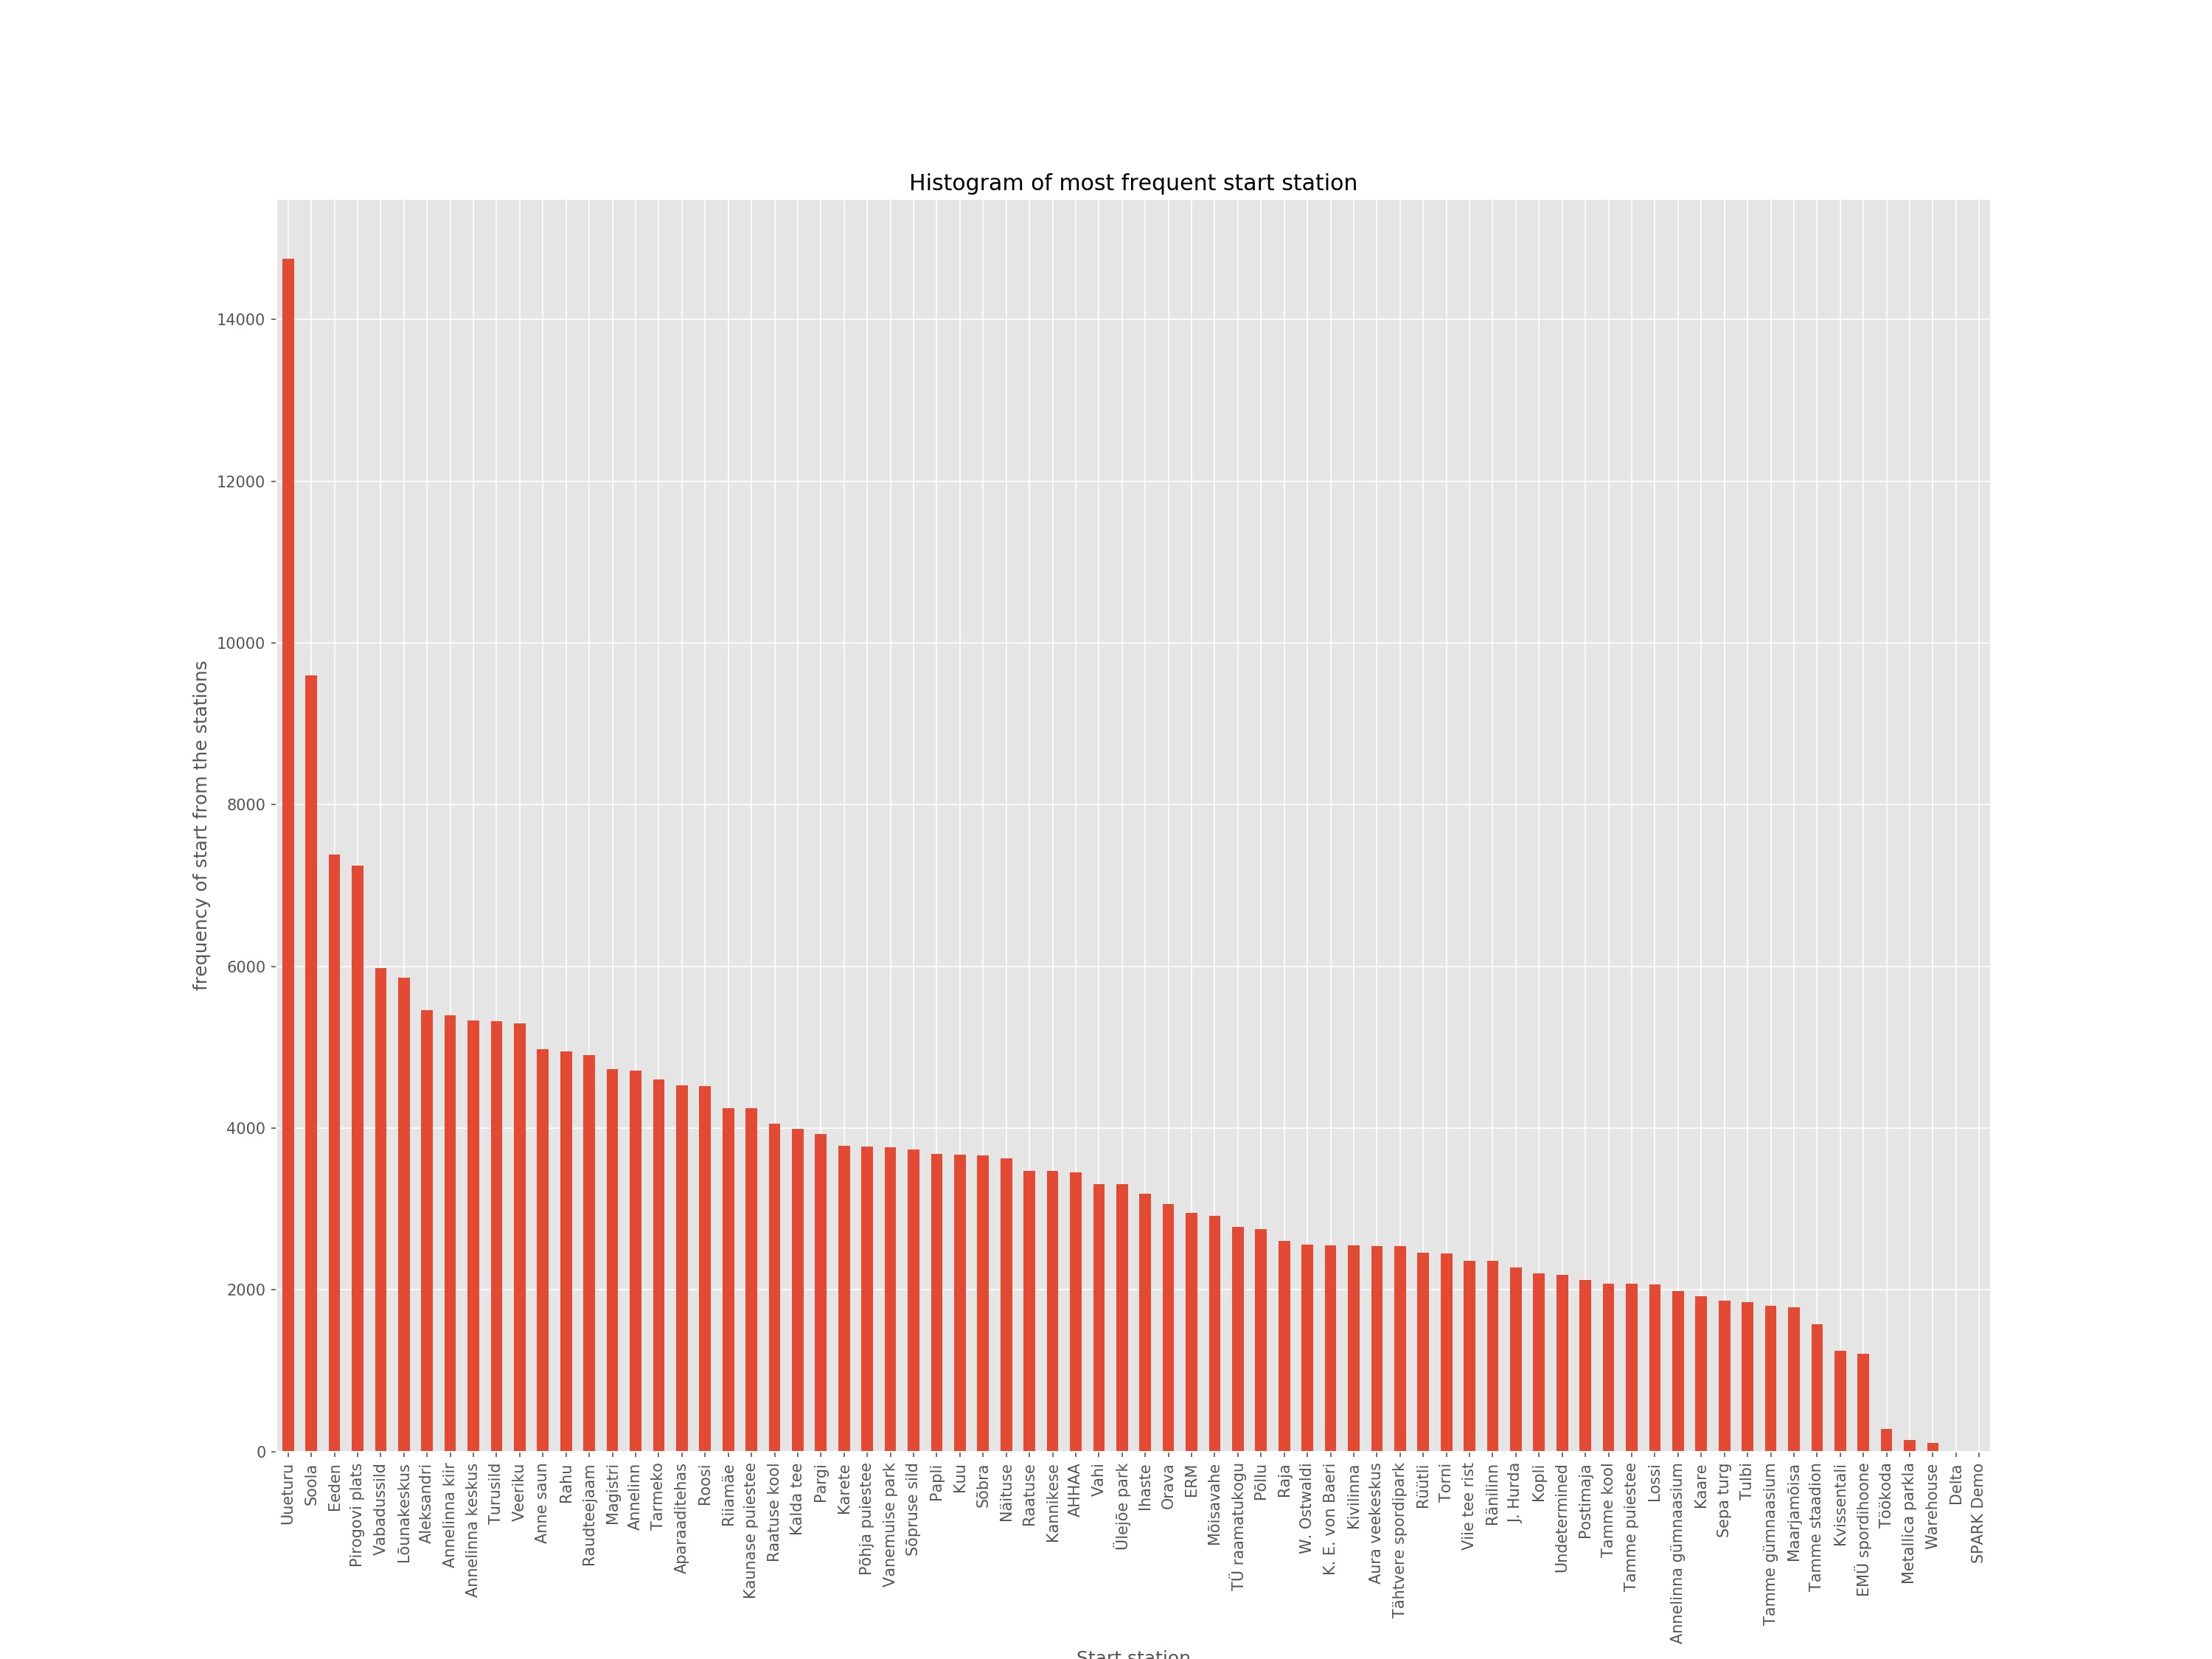 Histogram of most frequent start station
frequency of start from the stations
14000
12000
10000
8000
6000
4000
2000
0
Uueturu
Soola
Eeden
Pirogovi plats
Vabadussild
Lõunakeskus
Aleksandri
Annelinna kiir
Annelinna keskus
Turusild
Veeriku
Anne saun
Rahu
Raudteejaam
Magistri
Annelinn
Tarmeko
Aparaaditehas
Roosi
Riiamäe
Kaunase puiestee
Raatuse kool
Kalda tee
Pargi
Karete
Põhja puiestee
Vanemuise park
Sõpruse sild
Papli
Kuu
Sõbra
Näituse
Raatuse
Kannikese
AHHAA
Vahi
Ülejõe park
Ihaste
Orava
ERM
Mõisavahe
TÜ raamatukogu
Põllu
Raja
W. Ostwaldi
K. E. von Baeri
Kivilinna
Aura veekeskus
Tähtvere spordipark
Rüütli
Torni
Viie tee rist
Ränilinn
J. Hurda
Kopli
Undetermined
Postimaja
Tamme kool
Tamme puiestee
Lossi
Annelinna gümnaasium
Kaare
Sepa turg
Tulbi
Tamme gümnaasium
Maarjamõisa
Tamme staadion
Kvissentali
EMÜ spordihoone
Töökoda
Metallica parkla
Warehouse
Delta
SPARK Demo
Start station